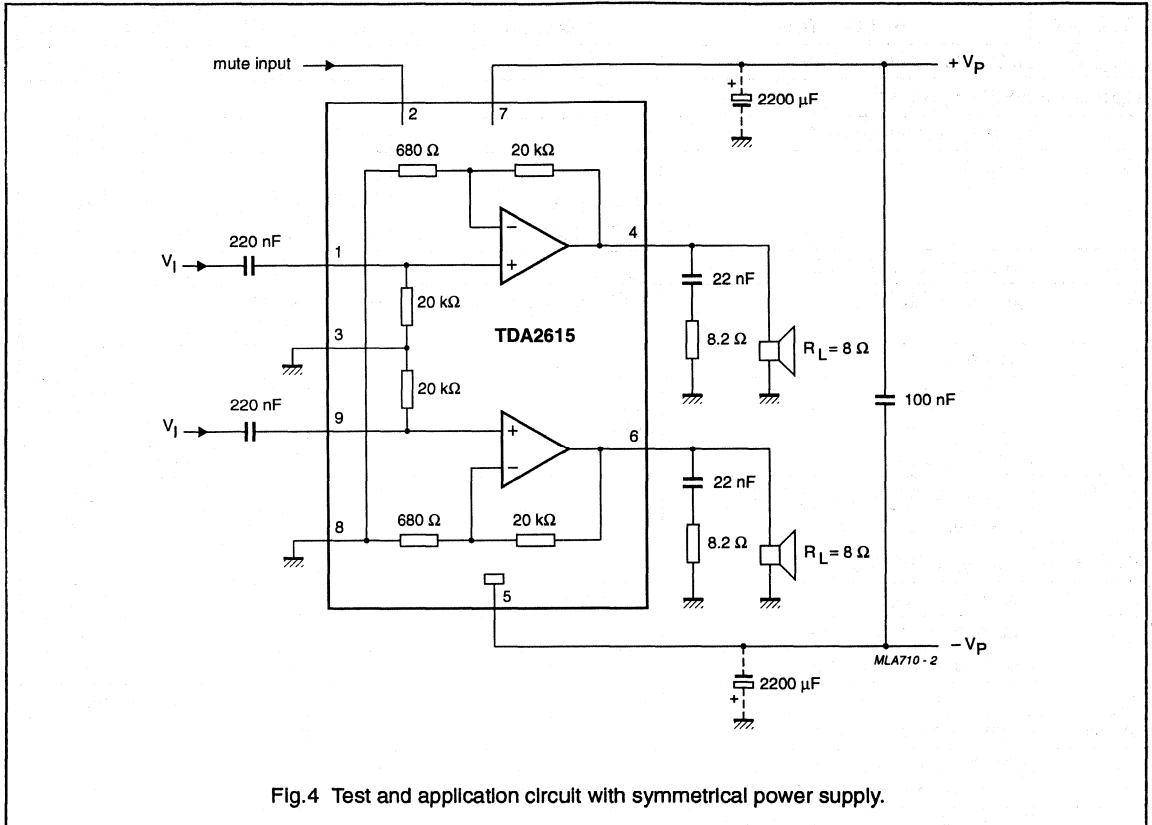 mute input
+ VP
+
2200 µF
2
7
680 Ω
20 kΩ
4
220 nF
1
VI
−
+
22 nF
20 kΩ
TDA2615
8.2 Ω
RL = 8 Ω
3
20 kΩ
100 nF
220 nF
9
VI
+
−
6
22 nF
680 Ω
20 kΩ
8
8.2 Ω
RL = 8 Ω
5
− VP
MLA710 - 2
2200 µF
+
Fig.4 Test and application circuit with symmetrical power supply.